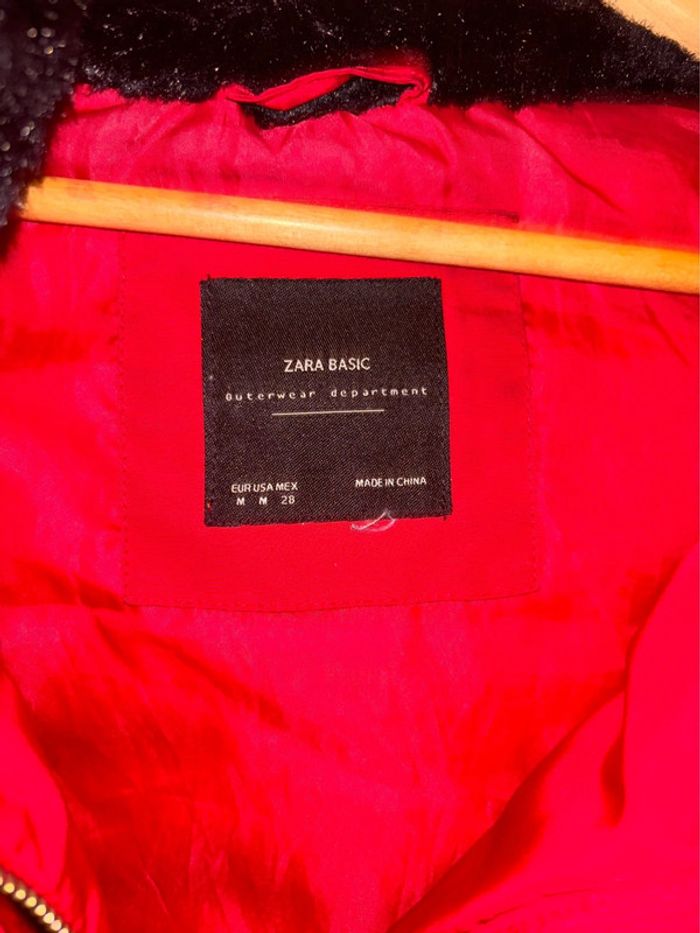 ZARA BASIC
Outerwear department
EUR USA MEX
M M 28
MADE IN CHINA